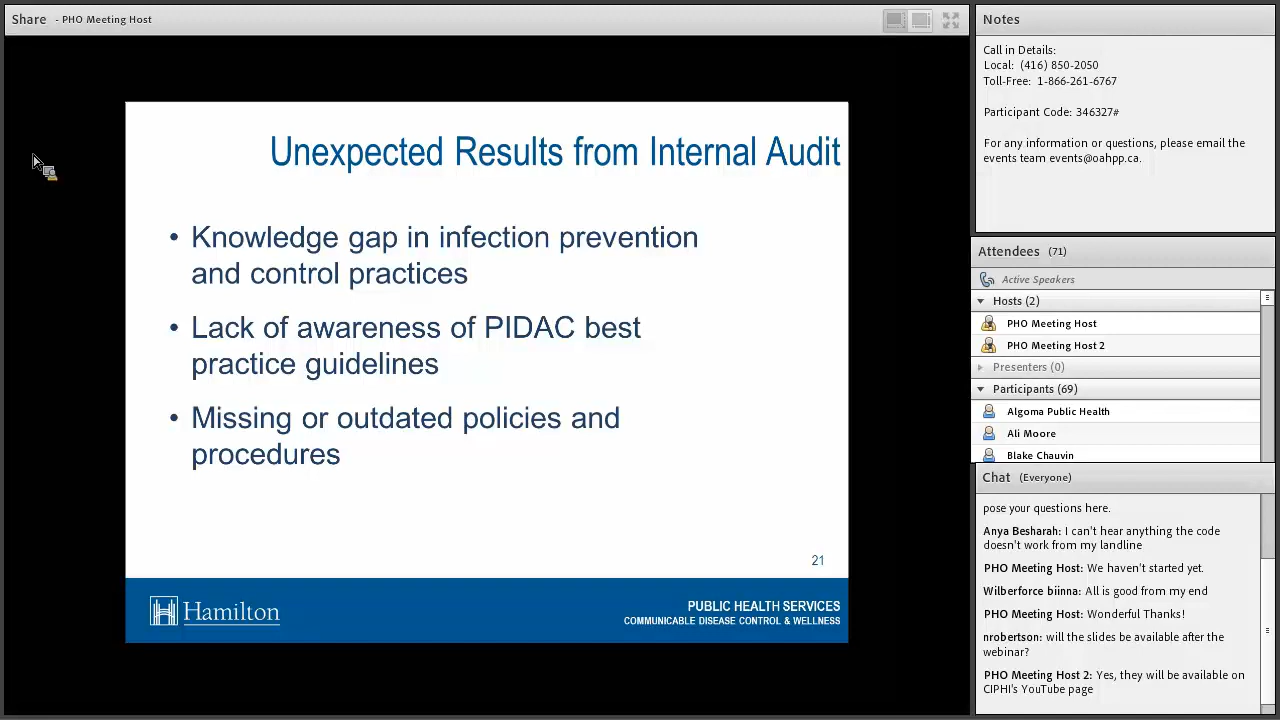 Share - PHO Meeting Host
Unexpected Results from Internal Audit
• Knowledge gap in infection prevention
and control practices
• Lack of awareness of PIDAC best
practice guidelines
• Missing or outdated policies and
procedures
21
Hamilton
PUBLIC HEALTH SERVICES
COMMUNICABLE DISEASE CONTROL & WELLNESS
Notes
Call in Details:
Local: (416) 850-2050
Toll-Free: 1-866-261-6767
Participant Code: 346327#
For any information or questions, please email the
events team events@oahpp.ca.
Attendees (71)
Active Speakers
Hosts (2)
PHO Meeting Host
PHO Meeting Host 2
Presenters (0)
Participants (69)
Algoma Public Health
Ali Moore
Blake Chauvin
Chat (Everyone)
pose your questions here.
Anya Besharah: I can't hear anything the code
doesn't work from my landline
PHO Meeting Host: We haven't started yet.
Wilberforce biinna: All is good from my end
PHO Meeting Host: Wonderful Thanks!
nrobertson: will the slides be available after the
webinar?
PHO Meeting Host 2: Yes, they will be available on
CIPHI's YouTube page